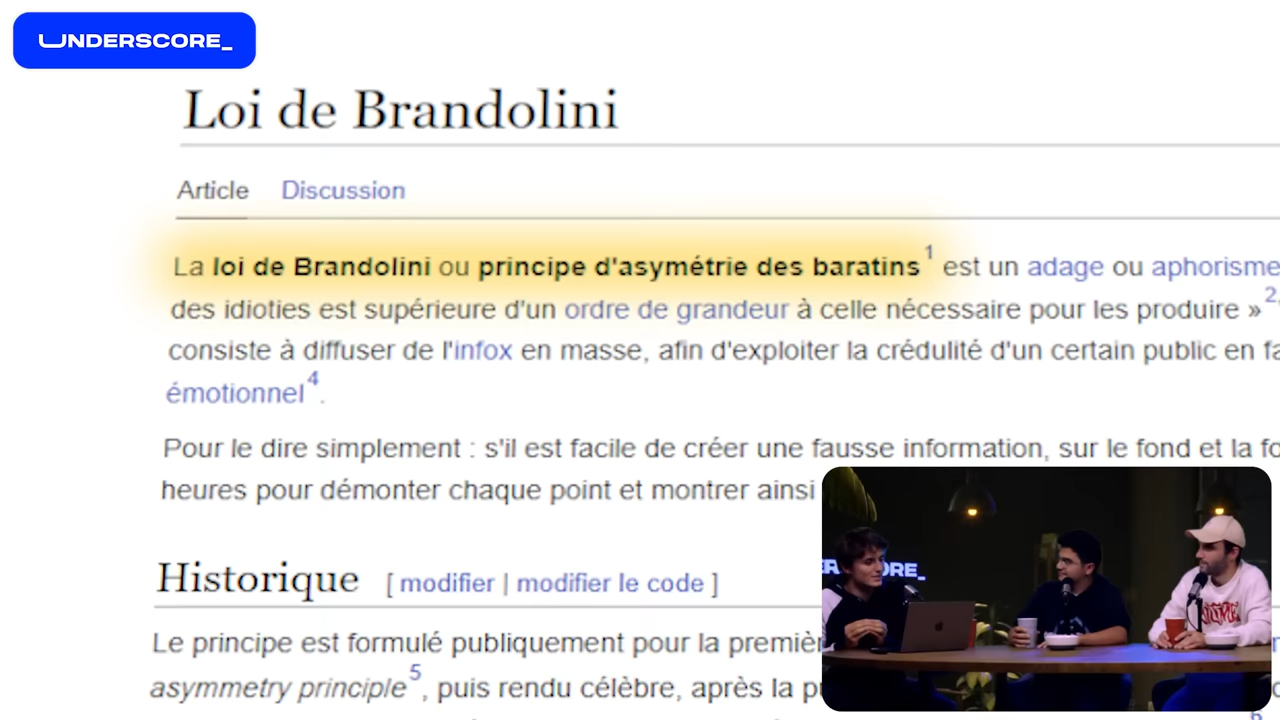 UNDERSCORE_
Loi de Brandolini
Article Discussion
La loi de Brandolini ou principe d'asymétrie des baratins 1 est un adage ou aphorisme
des idioties est supérieure d'un ordre de grandeur à celle nécessaire pour les produire » 2,
consiste à diffuser de l'infox en masse, afin d'exploiter la crédulité d'un certain public en
émotionnel 4.
Pour le dire simplement : s'il est facile de créer une fausse information, sur le fond et la
heures pour démonter chaque point et montrer ainsi
Historique [ modifier | modifier le code ]
Le principe est formulé publiquement pour la
asymmetry principle 5, puis rendu célèbre, après la